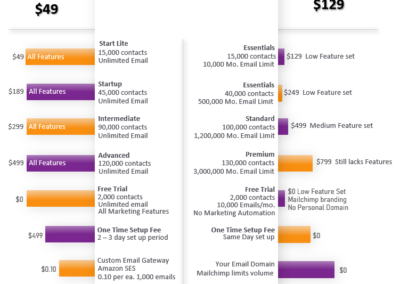 $49
$129
Start Lite
$49 All Features
15,000 contacts
Unlimited Email
Essentials
15,000 contacts
$129 Low Feature set
10,000 Mo. Email Limit
Startup
$189 All Features
45,000 contacts
Unlimited Email
Essentials
40,000 contacts
$249 Low Feature set
500,000 Mo. Email Limit
Intermediate
$299 All Features
90,000 contacts
Unlimited Email
Standard
100,000 contacts
$499 Medium Feature set
1,200,000 Mo. Email Limit
Advanced
$499 All Features
120,000 contacts
Unlimited Email
Premium
130,000 contacts
$799 Still lacks Features
3,000,000 Mo. Email Limit
Free Trial
$0
2,000 contacts
Unlimited email
All Marketing Features
Free Trial
2,000 contacts
10,000 Emails/mo.
No Marketing Automation
$0 Low Feature Set
Mailchimp branding
No Personal Domain
One Time Setup Fee
$499
2 – 3 day set up period
One Time Setup Fee
Same Day set up
$0
Custom Email Gateway
$0.10
Amazon SES
0.10 per ea. 1,000 emails
Your Email Domain
Mailchimp limits volume
$0